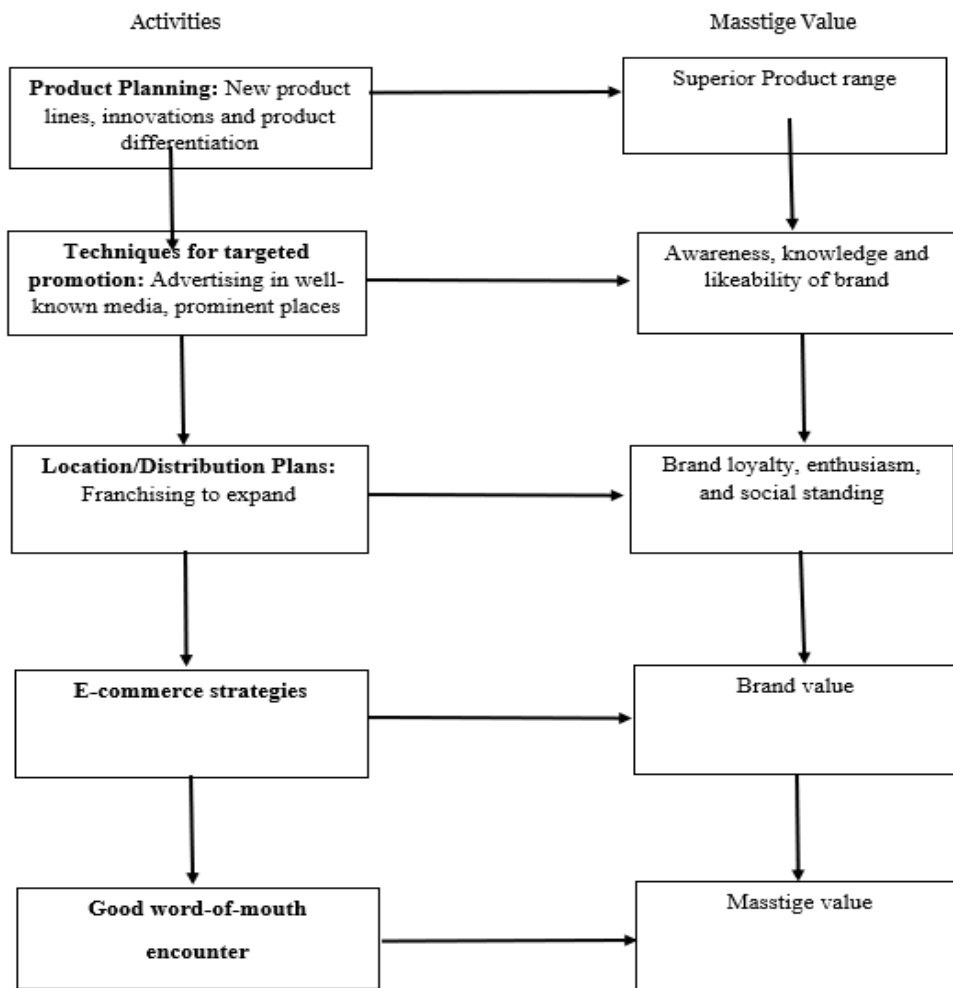 Activities
Masstige Value
Product Planning: New product
lines, innovations and product
differentiation
Superior Product range
Techniques for targeted
promotion: Advertising in well-
known media, prominent places
Awareness, knowledge and
likeability of brand
Location/Distribution Plans:
Franchising to expand
Brand loyalty, enthusiasm,
and social standing
E-commerce strategies
Brand value
Good word-of-mouth
encounter
Masstige value